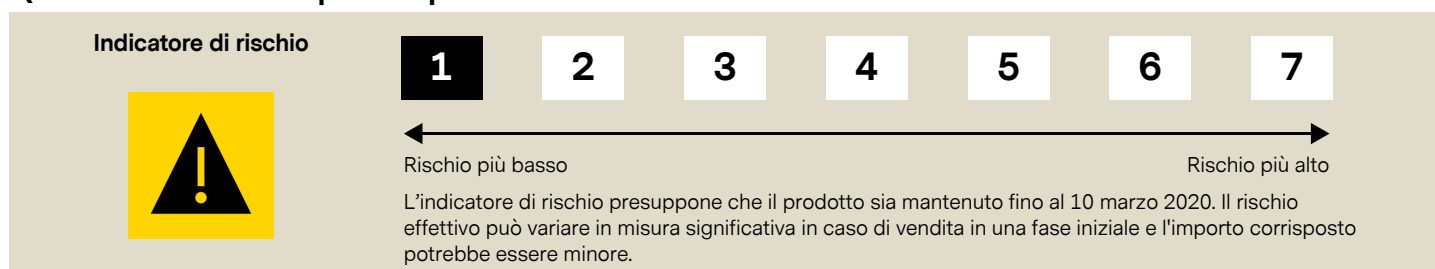 Indicatore di rischio
1 2 3 4 5 6 7
Rischio più basso Rischio più alto
L'indicatore di rischio presuppone che il prodotto sia mantenuto fino al 10 marzo 2020. Il rischio
effettivo può variare in misura significativa in caso di vendita in una fase iniziale e l'importo corrisposto
potrebbe essere minore.